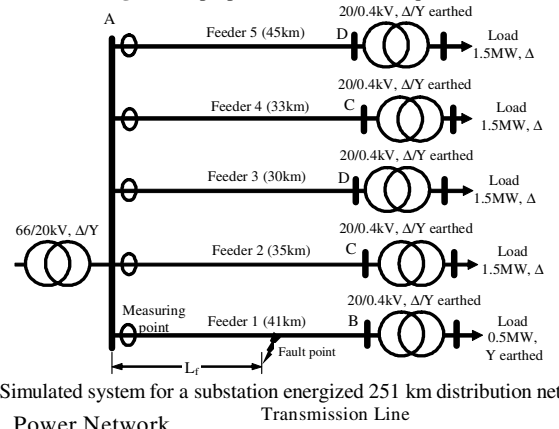 A
20/0.4kV, Δ/Y earthed
Feeder 5 (45km)
D
Load
1.5MW, Δ
20/0.4kV, Δ/Y earthed
Feeder 4 (33km)
C
Load
1.5MW, Δ
20/0.4kV, Δ/Y earthed
Feeder 3 (30km)
D
Load
1.5MW, Δ
66/20kV, Δ/Y
20/0.4kV, Δ/Y earthed
Feeder 2 (35km)
C
Load
1.5MW, Δ
20/0.4kV, Δ/Y earthed
Measuring
point
Feeder 1 (41km)
B
Load
0.5MW,
Y earthed
Fault point
Lf
Simulated system for a substation energized 251 km distribution net
Transmission Line
Power Network